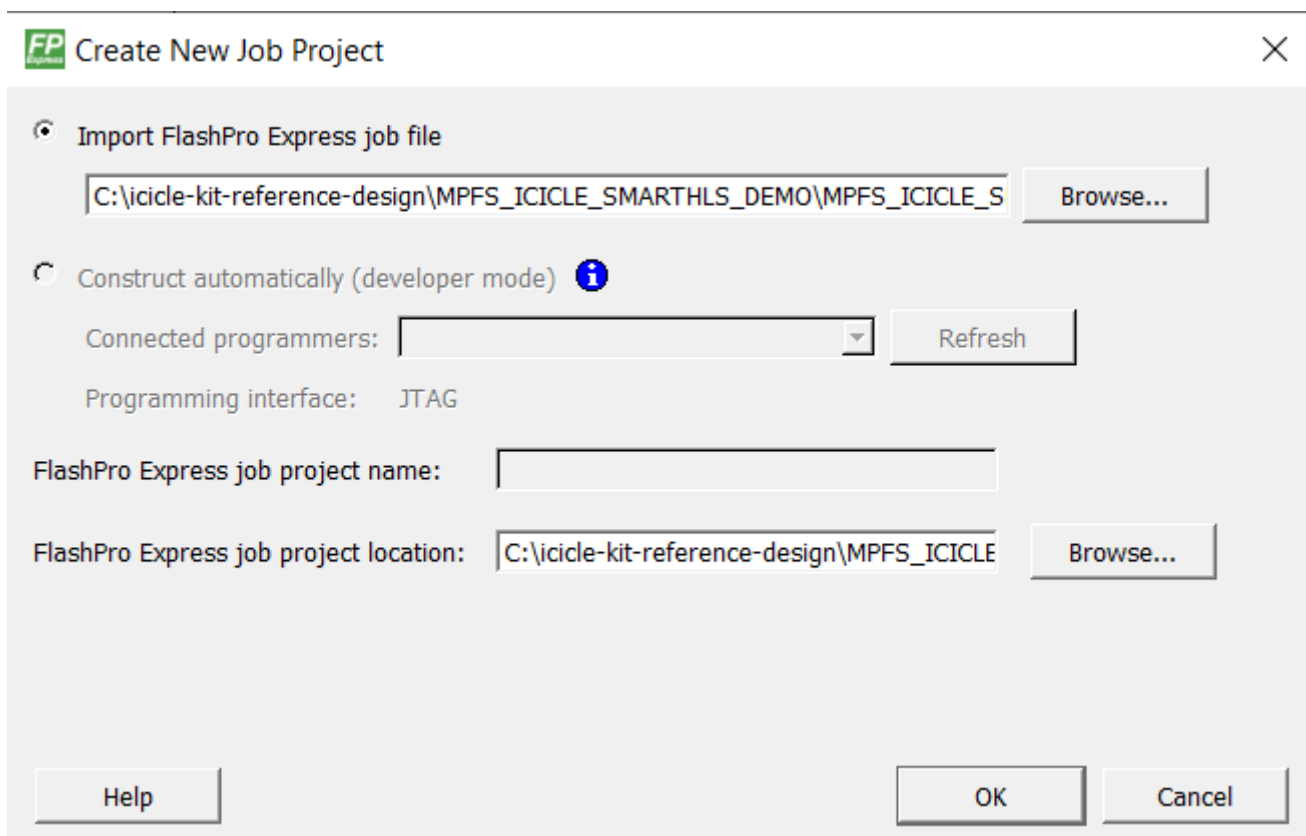 FP Express Create New Job Project
Import FlashPro Express job file
C:\icicle-kit-reference-design\MPFS_ICICLE_SMARTHLS_DEMO\MPFS_ICICLE_S Browse...
Construct automatically (developer mode) i
Connected programmers: Refresh
Programming interface: JTAG
FlashPro Express job project name:
FlashPro Express job project location: C:\icicle-kit-reference-design\MPFS_ICICLE Browse...
Help OK Cancel